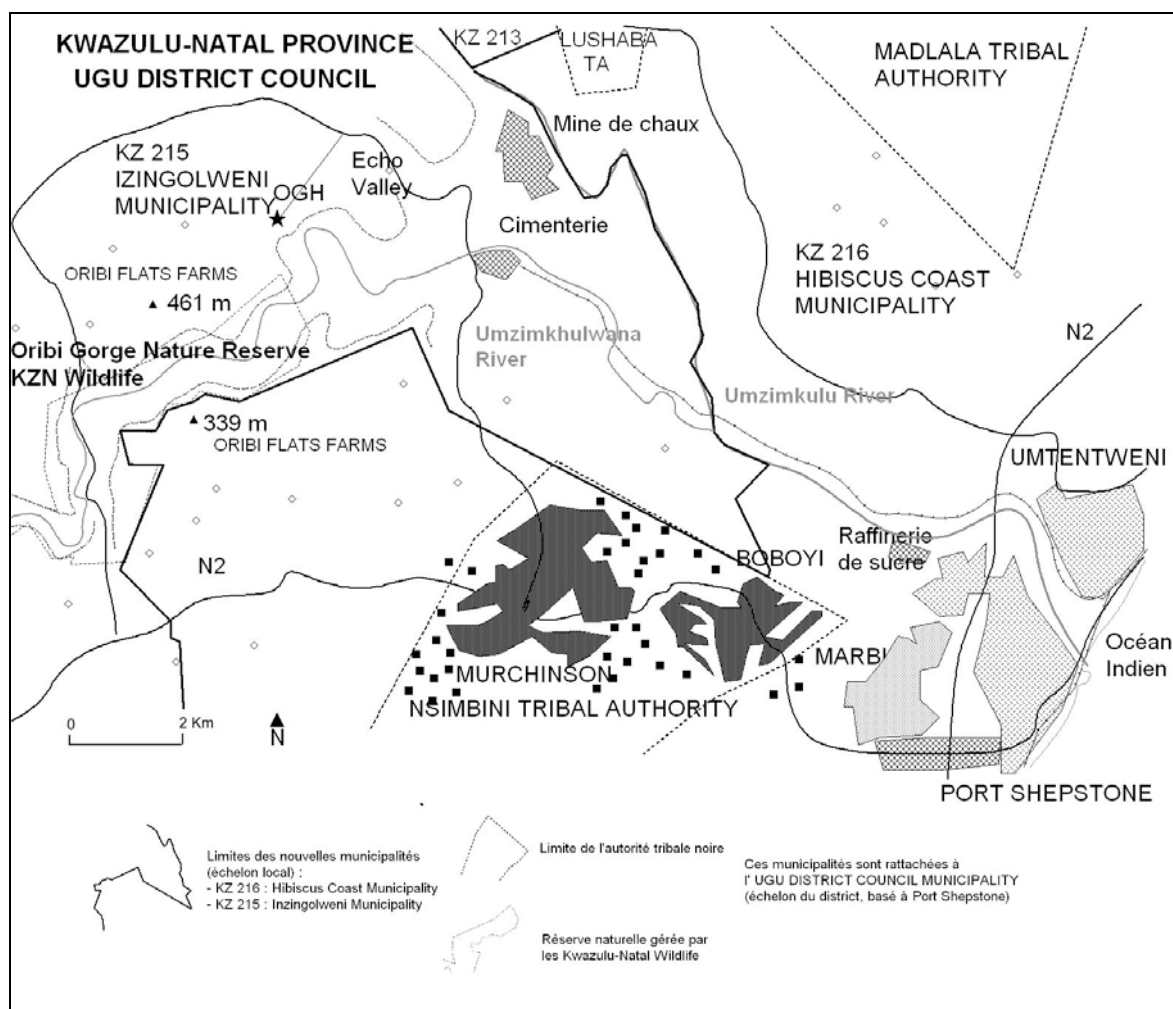 KWAZULU-NATAL PROVINCE
UGU DISTRICT COUNCIL
KZ 213
LUSHABA
TA
MADLALA TRIBAL
AUTHORITY
Mine de chaux
KZ 215
IZINGOLWENI
MUNICIPALITY
OGH
Echo
Valley
Cimenterie
KZ 216
HIBISCUS COAST
MUNICIPALITY
ORIBI FLATS FARMS
461 m
N2
Umzimkhulwana
River
Oribi Gorge Nature Reserve
KZN Wildlife
Umzimkulu River
339 m
ORIBI FLATS FARMS
UMTENTWENI
Raffinerie
de sucre
BOBOYI
N2
Océan
Indien
MARBU
MURCHINSON
NSIMBINI TRIBAL AUTHORITY
0
2 Km
N
PORT SHEPSTONE
Limites des nouvelles municipalités
(échelon local) :
- KZ 216 : Hibiscus Coast Municipality
- KZ 215 : Inzingolweni Municipality
Limite de l'autorité tribale noire
Ces municipalités sont rattachées à
l' UGU DISTRICT COUNCIL MUNICIPALITY
(échelon du district, basé à Port Shepstone)
Réserve naturelle gérée par
les Kwazulu-Natal Wildlife